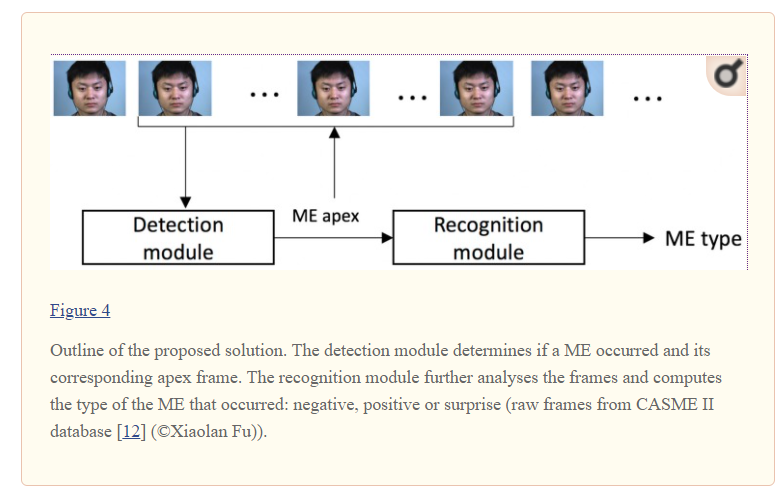 ME apex
Detection
module
Recognition
module
ME type
Figure 4
Outline of the proposed solution. The detection module determines if a ME occurred and its
corresponding apex frame. The recognition module further analyses the frames and computes
the type of the ME that occurred: negative, positive or surprise (raw frames from CASME II
database [12] (©Xiaolan Fu)).